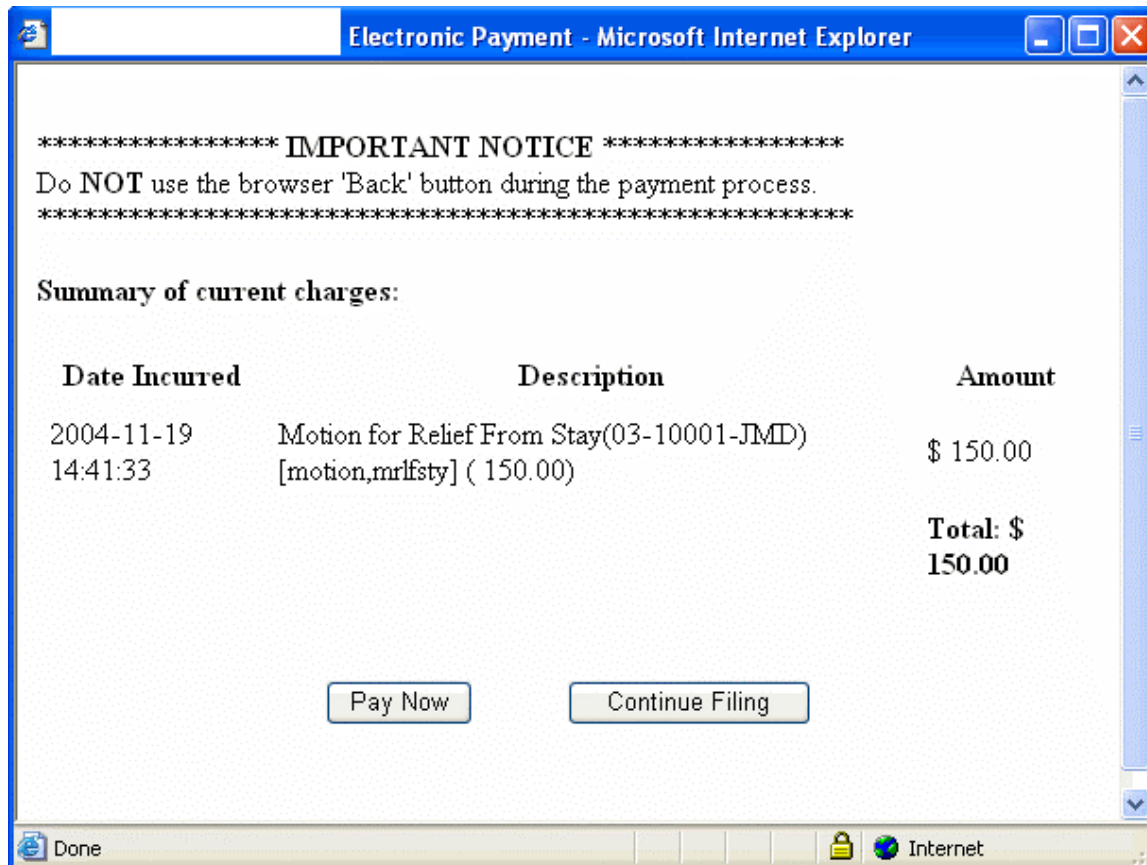 Electronic Payment - Microsoft Internet Explorer
**************** IMPORTANT NOTICE ****************
Do NOT use the browser 'Back' button during the payment process.
******************************************************
Summary of current charges:
Date Incurred Description Amount
2004-11-19 Motion for Relief From Stay(03-10001-JMD) $ 150.00
14:41:33 [motion,mrlfsty] ( 150.00)
Total: $
150.00
Pay Now Continue Filing
Done Internet